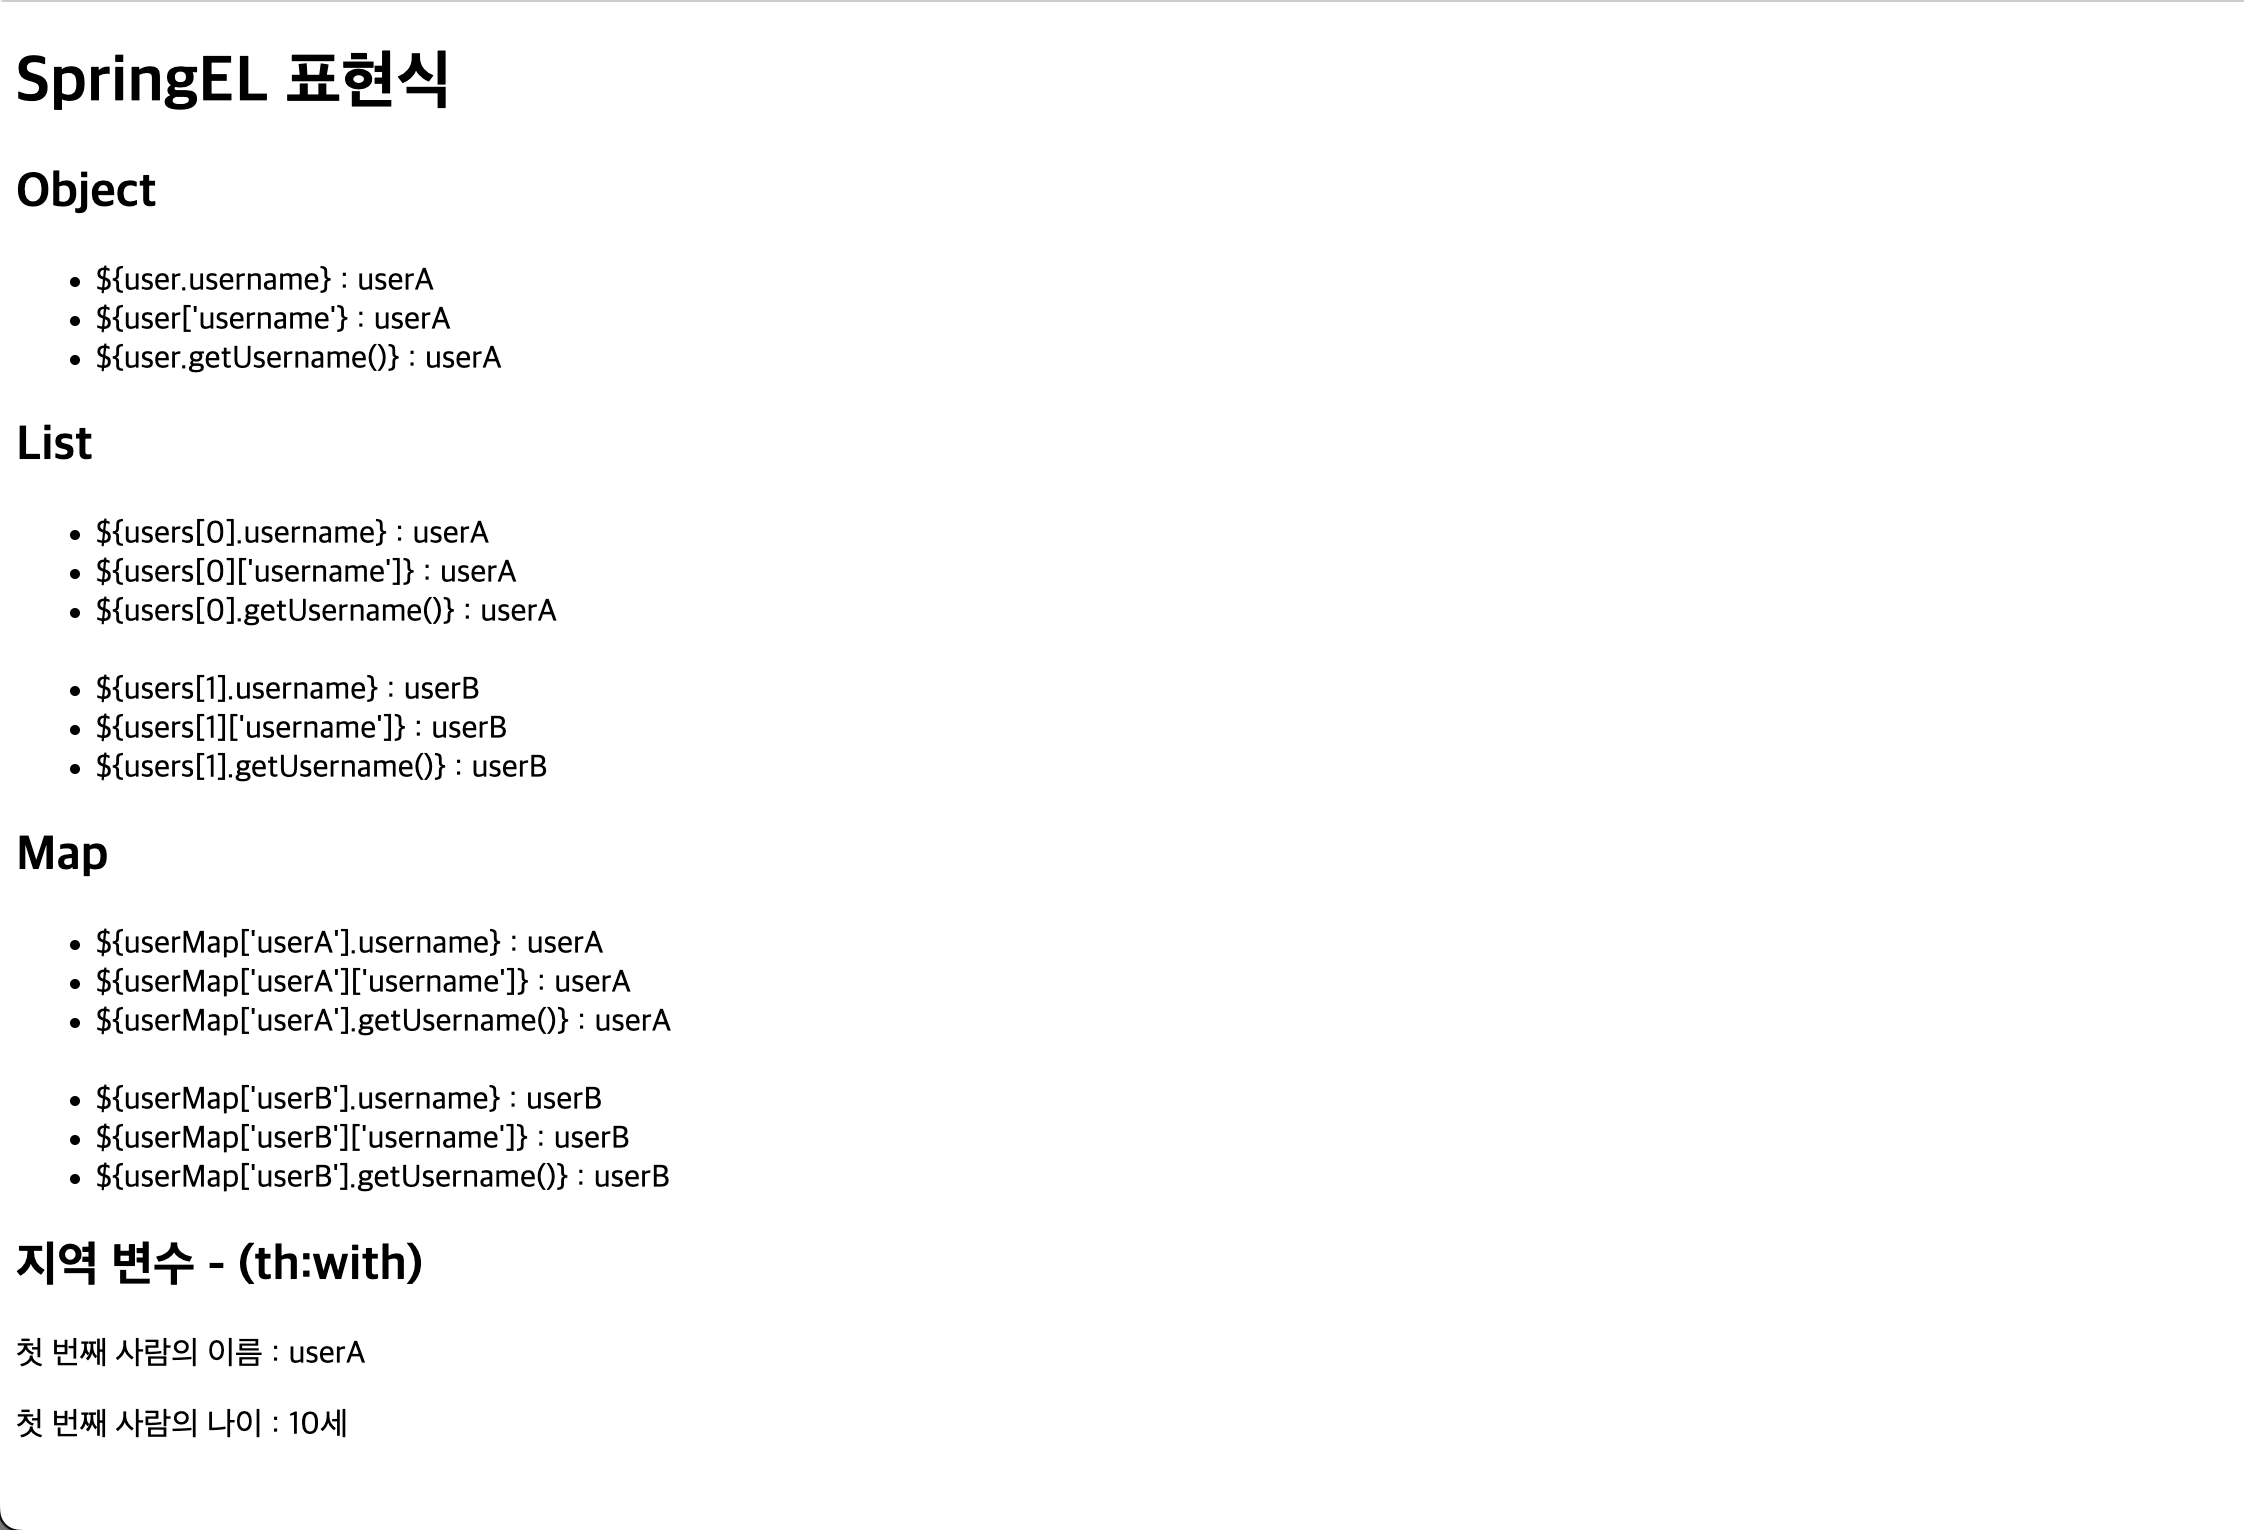 SpringEL 표현식
Object
${user.username} : userA
${user['username'} : userA
${user.getUsername()} : userA
List
${users[0].username} : userA
${users[0]['username']} : userA
${users[0].getUsername()} : userA
${users[1].username} : userB
${users[1]['username']} : userB
${users[1].getUsername()} : userB
Map
${userMap['userA'].username} : userA
${userMap['userA']['username']} : userA
${userMap['userA'].getUsername()} : userA
${userMap['userB'].username} : userB
${userMap['userB']['username']} : userB
${userMap['userB'].getUsername()} : userB
지역 변수 - (th:with)
첫 번째 사람의 이름 : userA
첫 번째 사람의 나이 : 10세